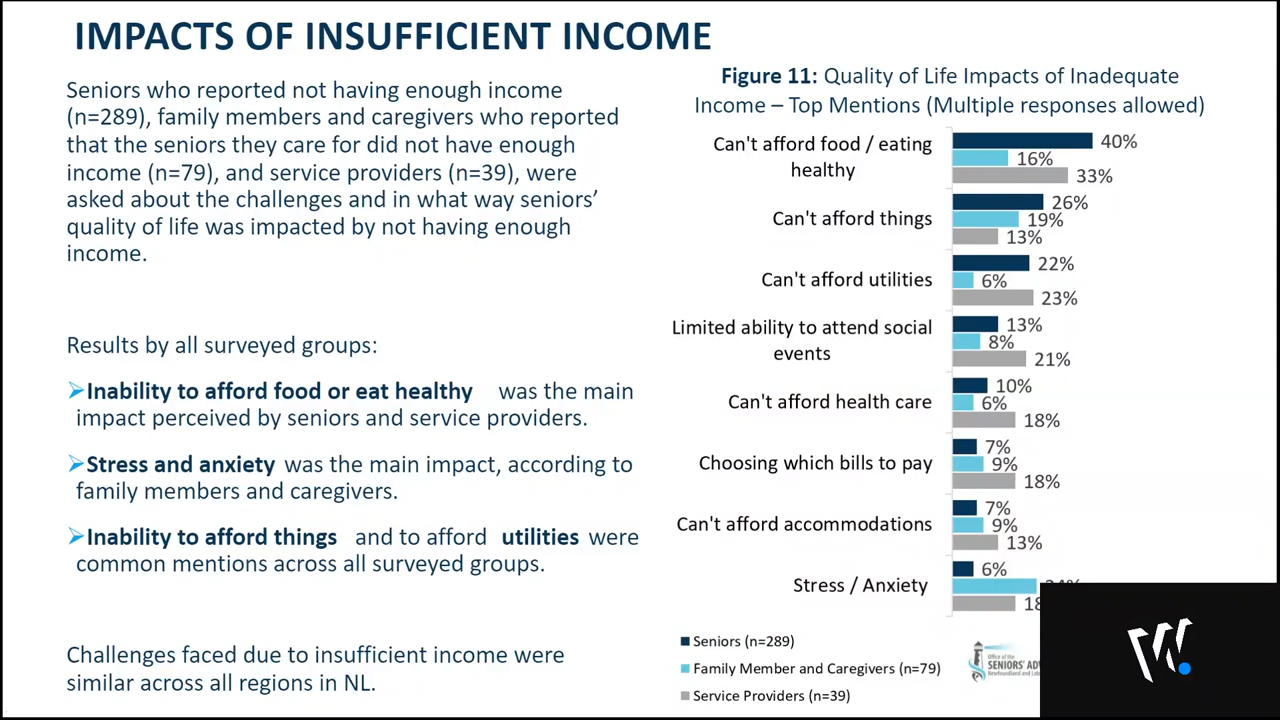 IMPACTS OF INSUFFICIENT INCOME
Seniors who reported not having enough income
(n=289), family members and caregivers who reported
that the seniors they care for did not have enough
income (n=79), and service providers (n=39), were
asked about the challenges and in what way seniors’
quality of life was impacted by not having enough
income.
Results by all surveyed groups:
➢Inability to afford food or eat healthy was the main
impact perceived by seniors and service providers.
➢Stress and anxiety was the main impact, according to
family members and caregivers.
➢Inability to afford things and to afford utilities were
common mentions across all surveyed groups.
Challenges faced due to insufficient income were
similar across all regions in NL.
Figure 11: Quality of Life Impacts of Inadequate
Income – Top Mentions (Multiple responses allowed)
Can't afford food / eating
healthy
40%
16%
33%
Can't afford things
26%
19%
13%
Can't afford utilities
22%
6%
23%
Limited ability to attend social
events
13%
8%
21%
Can't afford health care
10%
6%
18%
Choosing which bills to pay
7%
9%
18%
Can't afford accommodations
7%
9%
13%
Stress / Anxiety
6%
Seniors (n=289)
Family Member and Caregivers (n=79)
Service Providers (n=39)
Office of the
SENIORS'
Newfoundland and
W.